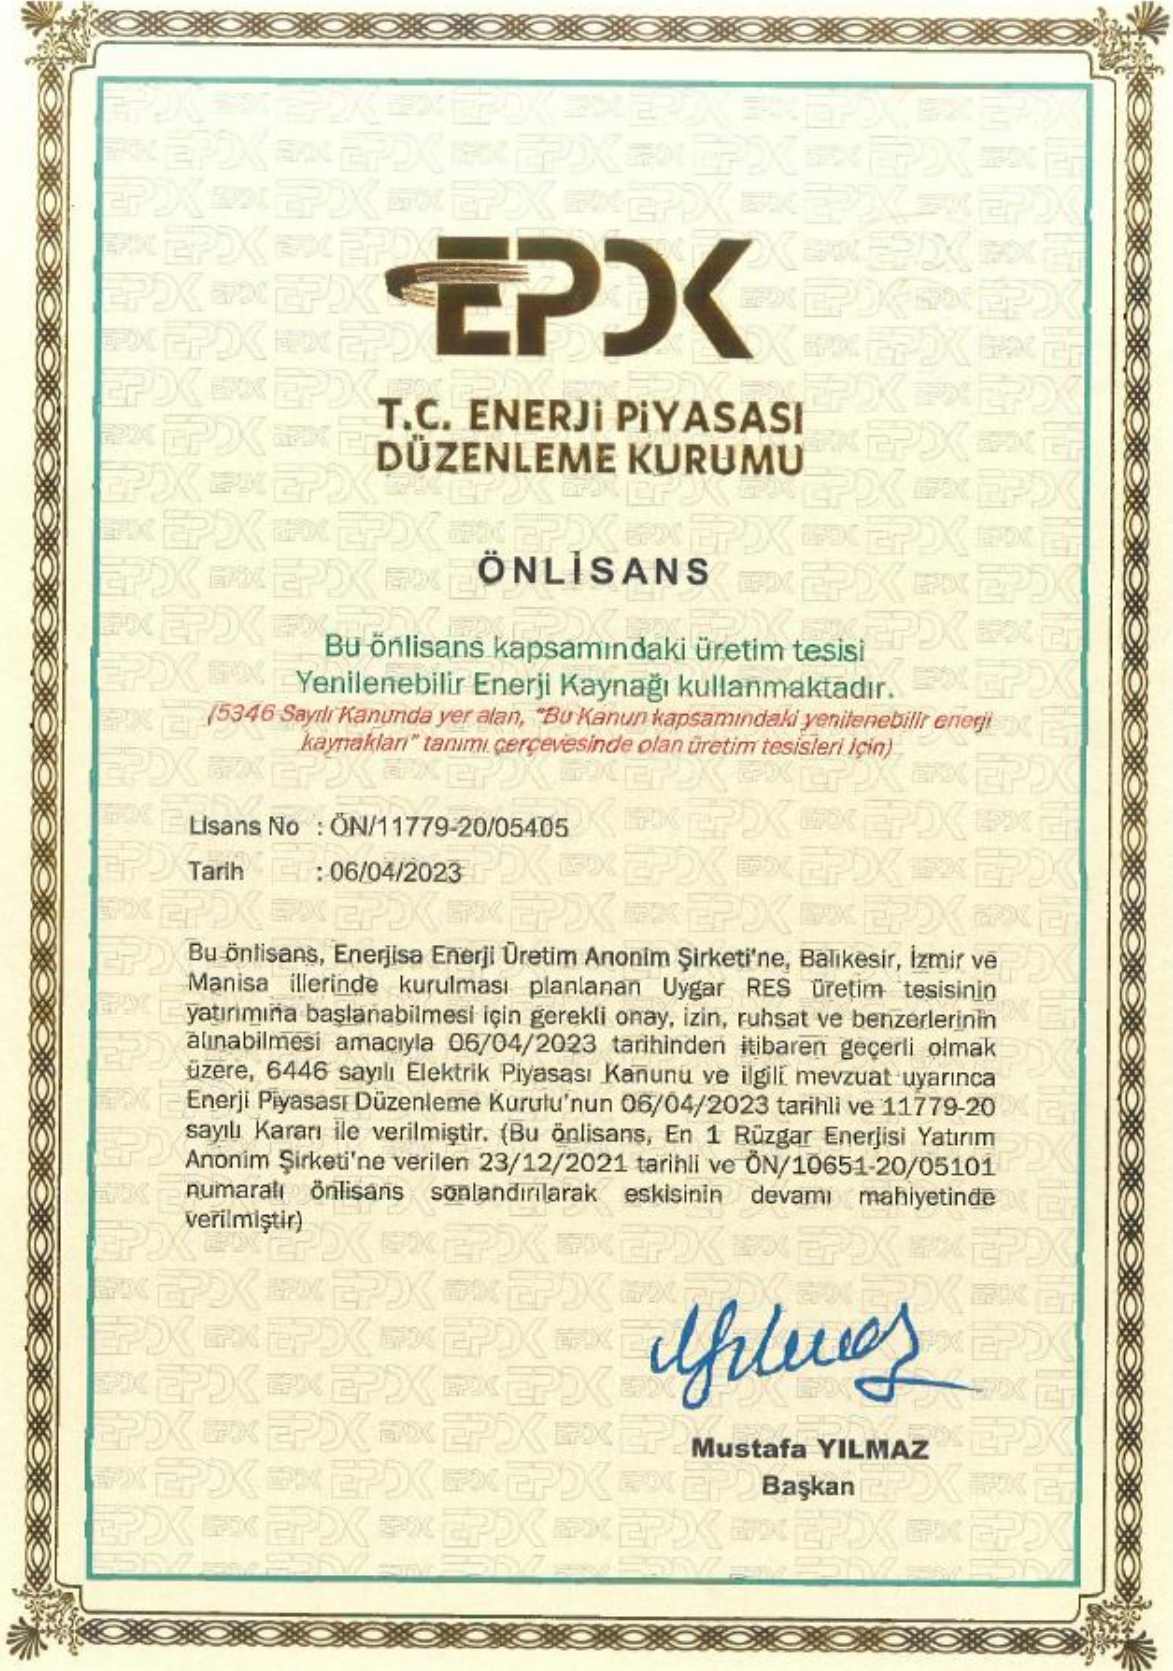 EPDK
T.C. ENERJİ PİYASASI
DÜZENLEME KURUMU
ÖNLİSANS
Bu önlisans kapsamındaki üretim tesisi
Yenilenebilir Enerji Kaynağı kullanmaktadır.
(5346 Sayılı Kanunda yer alan, "Bu Kanun kapsamındaki yenilenebilir enerji
kaynakları" tanımı çerçevesinde olan üretim tesisleri için)
Lisans No : ÖN/11779-20/05405
Tarih : 06/04/2023
Bu önlisans, Enerjisa Enerji Üretim Anonim Şirketi'ne, Balıkesir, İzmir ve
Manisa illerinde kurulması planlanan Uygar RES üretim tesisinin
yatırımına başlanabilmesi için gerekli onay, izin, ruhsat ve benzerlerinin
alınabilmesi amacıyla 06/04/2023 tarihinden itibaren geçerli olmak
üzere, 6446 sayılı Elektrik Piyasası Kanunu ve ilgili mevzuat uyarınca
Enerji Piyasası Düzenleme Kurulu'nun 06/04/2023 tarihli ve 11779-20
sayılı Kararı ile verilmiştir. (Bu önlisans, En 1 Rüzgar Enerjisi Yatırım
Anonim Şirketi'ne verilen 23/12/2021 tarihli ve ÖN/10651-20/05101
numaralı önlisans sonlandırılarak eskisinin devamı mahiyetinde
verilmiştir)
Mustafa YILMAZ
Başkan